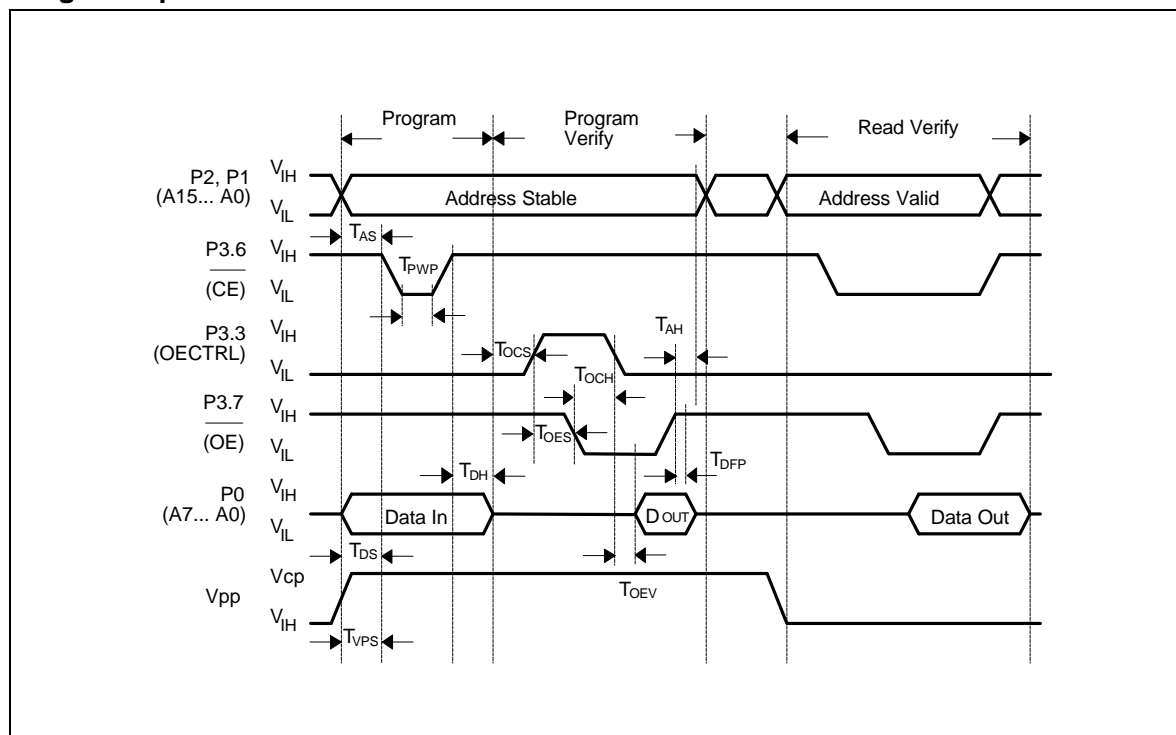 Program
Program
Verify
Read Verify
P2, P1
(A15... A0)
VIH
VIL
Address Stable
Address Valid
TAS
P3.6
(CE)
VIH
VIL
TPWP
P3.3
(OECTRL)
VIH
VIL
TOCS
TAH
TOCH
P3.7
(OE)
VIH
VIL
TOES
TDFP
TDH
P0
(A7... A0)
VIH
VIL
Data In
DOUT
Data Out
TDS
Vpp
Vcp
VIH
TOEV
TVPS